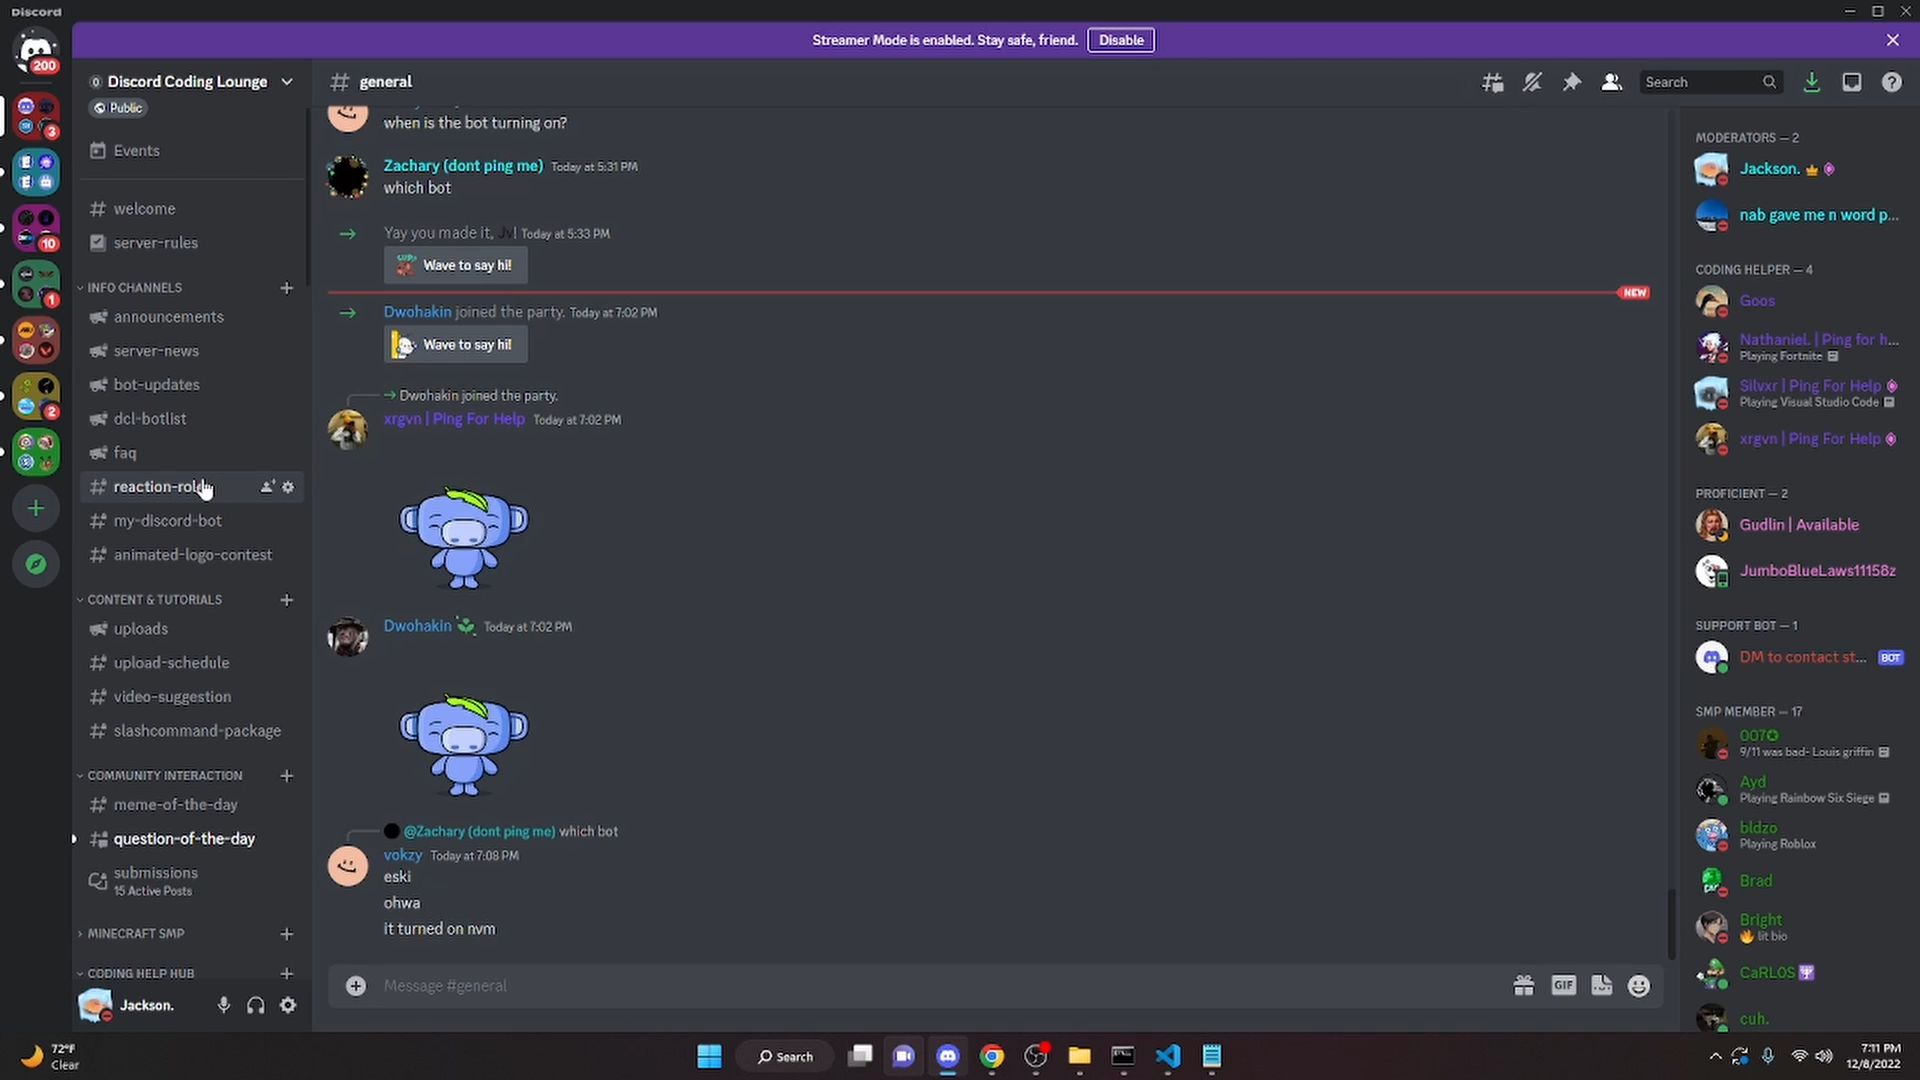 Discord
Streamer Mode is enabled. Stay safe, friend. Disable
200
3
10
1
2
Discord Coding Lounge
Public
Events
welcome
server-rules
INFO CHANNELS
announcements
server-news
bot-updates
dcl-botlist
faq
reaction-role
my-discord-bot
animated-logo-contest
CONTENT & TUTORIALS
uploads
upload-schedule
video-suggestion
slashcommand-package
COMMUNITY INTERACTION
meme-of-the-day
question-of-the-day
submissions
15 Active Posts
MINECRAFT SMP
CODING HELP HUB
Jackson.
general
Search
when is the bot turning on?
Zachary (dont ping me) Today at 5:31 PM
which bot
Yay you made it, Jv! Today at 5:33 PM
Wave to say hi!
NEW
Dwohakin joined the party. Today at 7:02 PM
Wave to say hi!
Dwohakin joined the party.
xrgvn | Ping For Help Today at 7:02 PM
Dwohakin Today at 7:02 PM
@Zachary (dont ping me) which bot
vokzy Today at 7:08 PM
eski
ohwa
it turned on nvm
Message #general
GIF
MODERATORS — 2
Jackson.
nab gave me n word p...
CODING HELPER — 4
Goos
Nathaniel. | Ping for h...
Playing Fortnite
Silvxr | Ping For Help
Playing Visual Studio Code
xrgvn | Ping For Help
PROFICIENT — 2
Gudlin | Available
JumboBlueLaws11158z
SUPPORT BOT — 1
DM to contact st... BOT
SMP MEMBER — 17
007
9/11 was bad- Louis griffin
Ayd
Playing Rainbow Six Siege
bldzo
Playing Roblox
Brad
Bright
lit bio
CaRLOS
cuh.
72°F
Clear
Search
7:11 PM
12/8/2022